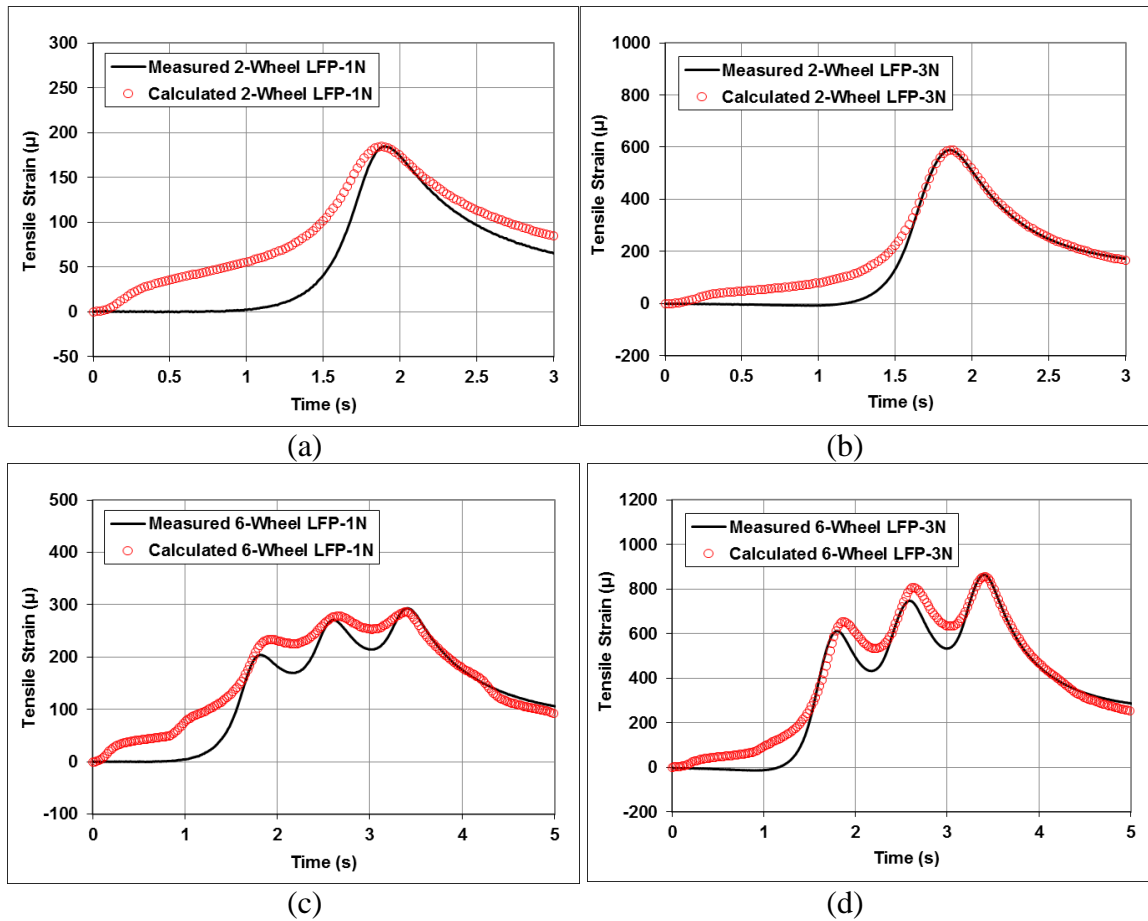 300
250
200
150
100
50
0
-50
Tensile Strain (μ)
Measured 2-Wheel LFP-1N
Calculated 2-Wheel LFP-1N
0 0.5 1 1.5 2 2.5 3
Time (s)
(a)
1000
800
600
400
200
0
-200
Tensile Strain (μ)
Measured 2-Wheel LFP-3N
Calculated 2-Wheel LFP-3N
0 0.5 1 1.5 2 2.5 3
Time (s)
(b)
500
400
300
200
100
0
-100
Tensile Strain (μ)
Measured 6-Wheel LFP-1N
Calculated 6-Wheel LFP-1N
0 1 2 3 4 5
Time (s)
(c)
1200
1000
800
600
400
200
0
-200
Tensile Strain (μ)
Measured 6-Wheel LFP-3N
Calculated 6-Wheel LFP-3N
0 1 2 3 4 5
Time (s)
(d)